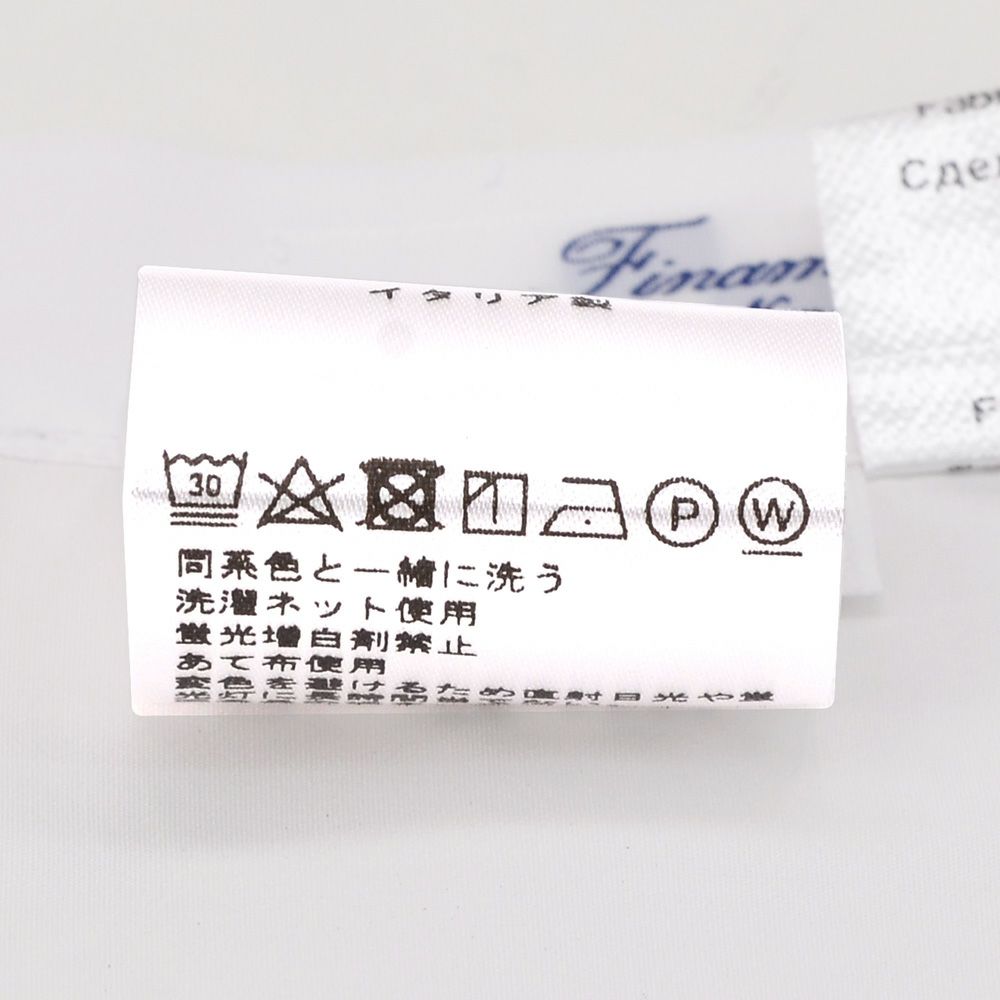 Сде
Finam
イタリア製
30
P W
同系色と一緒に洗う
洗濯ネット使用
蛍光増白剤禁止
あて布使用
変色を避けるため直射日光や蛍